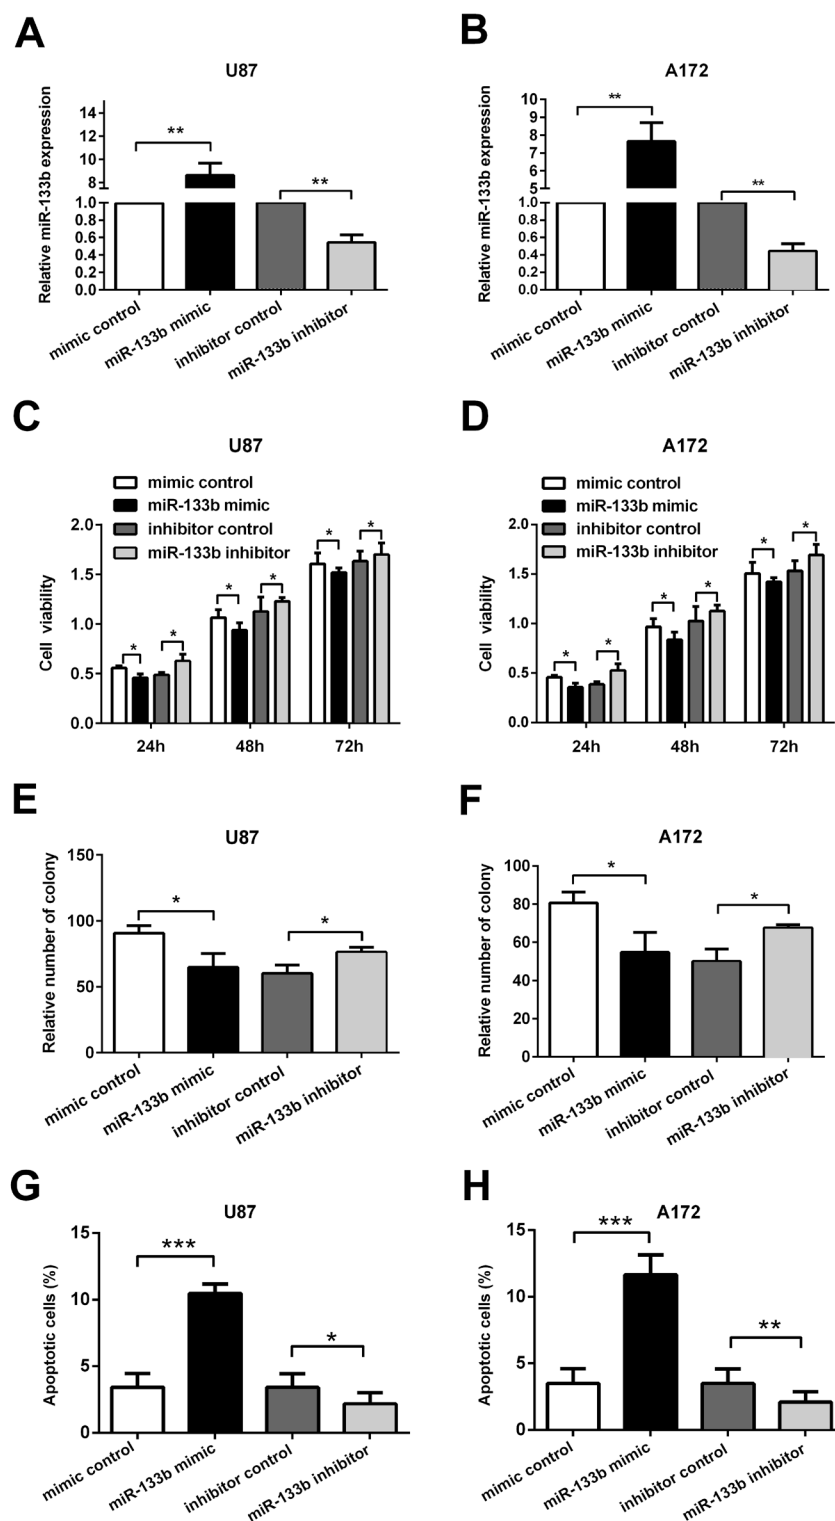 A
U87
Relative miR-133b expression
14
12
10
8
1.0
0.8
0.6
0.4
0.2
0.0
**
**
mimic control
miR-133b mimic
inhibitor control
miR-133b inhibitor
B
A172
Relative miR-133b expression
10
9
8
7
6
5
1.0
0.8
0.6
0.4
0.2
0.0
**
**
mimic control
miR-133b mimic
inhibitor control
miR-133b inhibitor
C
U87
mimic control
miR-133b mimic
inhibitor control
miR-133b inhibitor
Cell viability
2.0
1.5
1.0
0.5
0.0
* * * * * *
24h 48h 72h
D
A172
mimic control
miR-133b mimic
inhibitor control
miR-133b inhibitor
Cell viability
2.0
1.5
1.0
0.5
0.0
* * * * * *
24h 48h 72h
E
U87
Relative number of colony
150
100
50
0
*
*
mimic control
miR-133b mimic
inhibitor control
miR-133b inhibitor
F
A172
Relative number of colony
100
80
60
40
20
0
*
*
mimic control
miR-133b mimic
inhibitor control
miR-133b inhibitor
G
U87
Apoptotic cells (%)
15
10
5
0
***
*
mimic control
miR-133b mimic
inhibitor control
miR-133b inhibitor
H
A172
Apoptotic cells (%)
15
10
5
0
***
**
mimic control
miR-133b mimic
inhibitor control
miR-133b inhibitor